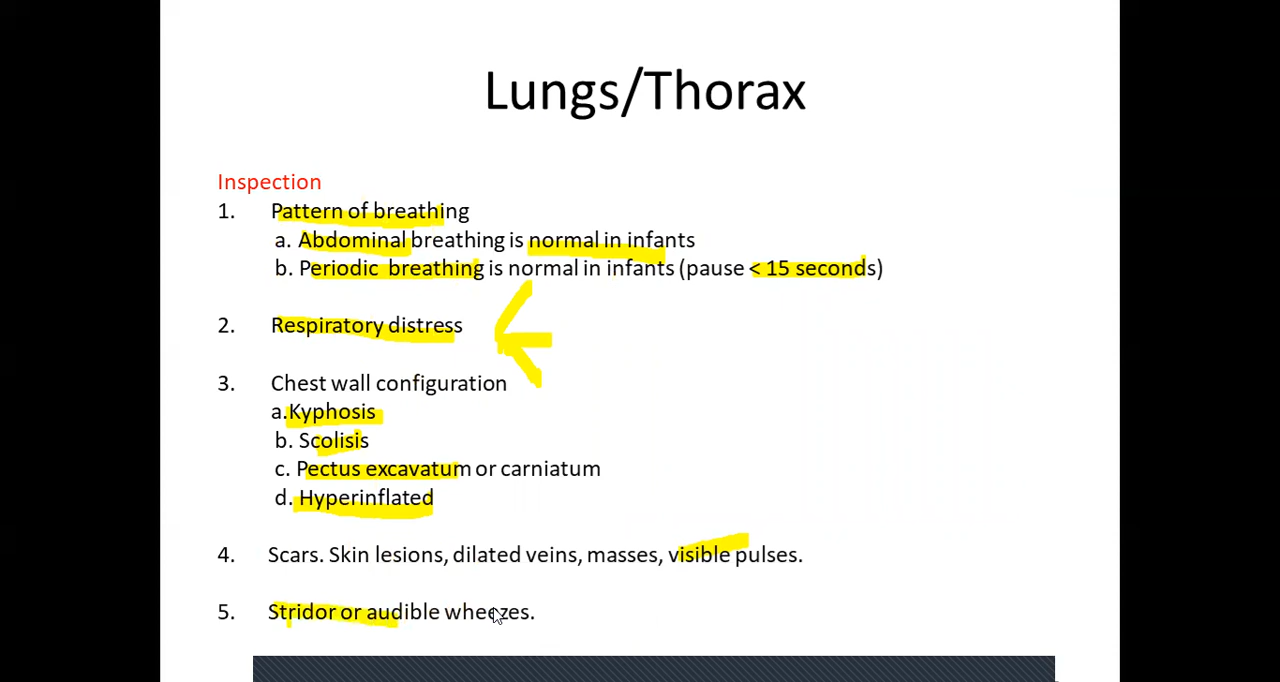 Lungs/Thorax
Inspection
1. Pattern of breathing
a. Abdominal breathing is normal in infants
b. Periodic breathing is normal in infants (pause < 15 seconds)
2. Respiratory distress
3. Chest wall configuration
a.Kyphosis
b. Scolisis
c. Pectus excavatum or carniatum
d. Hyperinflated
4. Scars. Skin lesions, dilated veins, masses, visible pulses.
5. Stridor or audible wheezes.